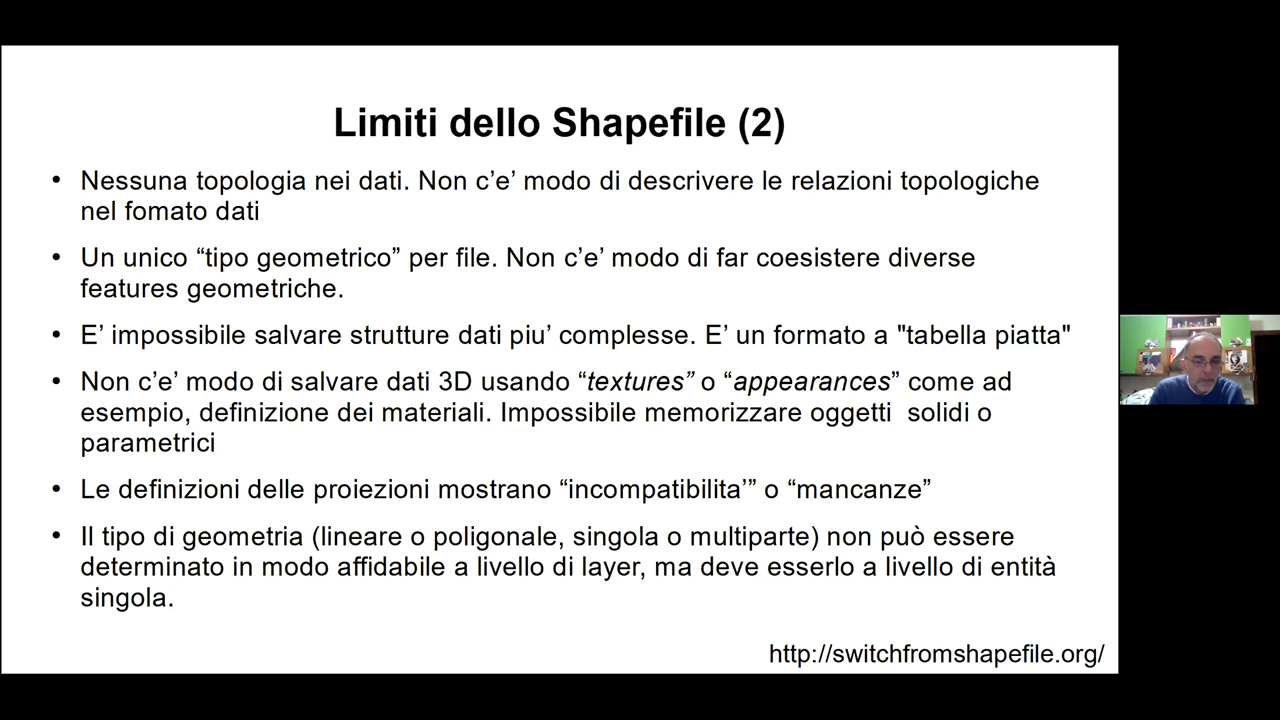 Limiti dello Shapefile (2)
• Nessuna topologia nei dati. Non c’e’ modo di descrivere le relazioni topologiche
nel fomato dati
• Un unico “tipo geometrico” per file. Non c’e’ modo di far coesistere diverse
features geometriche.
• E’ impossibile salvare strutture dati piu’ complesse. E’ un formato a "tabella piatta"
• Non c’e’ modo di salvare dati 3D usando “textures” o “appearances” come ad
esempio, definizione dei materiali. Impossibile memorizzare oggetti  solidi o
parametrici
• Le definizioni delle proiezioni mostrano “incompatibilita’” o “mancanze”
• Il tipo di geometria (lineare o poligonale, singola o multiparte) non può essere
determinato in modo affidabile a livello di layer, ma deve esserlo a livello di entità
singola.
http://switchfromshapefile.org/